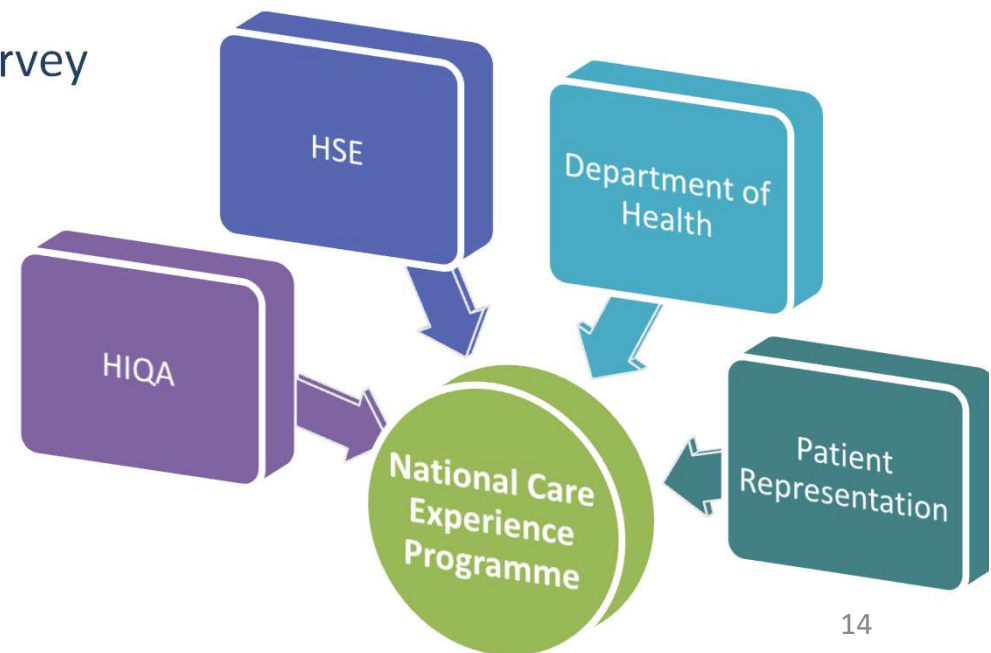 rvey
HSE
Department of
Health
HIQA
Patient
Representation
National Care
Experience
Programme
14